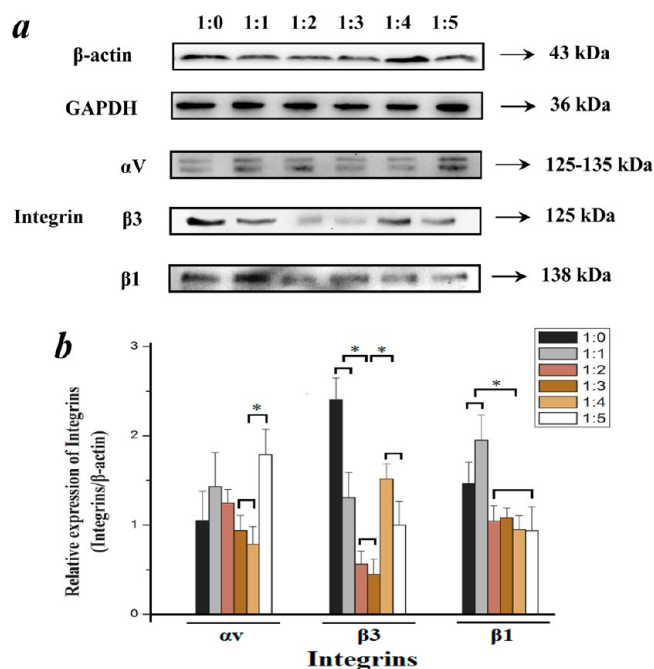 a
1:0 1:1 1:2 1:3 1:4 1:5
β-actin 43 kDa
GAPDH 36 kDa
αV 125-135 kDa
Integrin β3 125 kDa
β1 138 kDa
b
Relative expression of Integrins
(Integrins/β-actin)
3
2
1
0
* * * *
1:0
1:1
1:2
1:3
1:4
1:5
αv β3 β1
Integrins